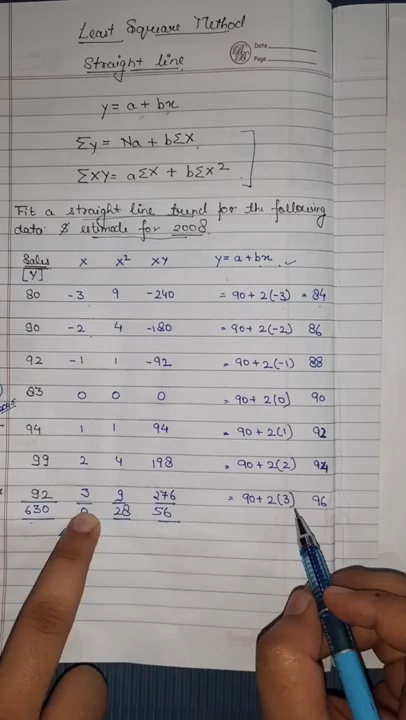 Least Square Method
Date
Page
Straight line
y = a + bx
Σy = Na + bΣX
ΣXY = aΣX + bΣX²
Fit a straight line trend for the following
data & estimate for 2008.
Sales X X² XY y = a + bx ✓
[Y]
80 -3 9 -240 = 90+2(-3) = 84
90 -2 4 -180 = 90+2(-2) 86
92 -1 1 -92 = 90+2(-1) 88
83 0 0 0 = 90+2(0) 90
94 1 1 94 = 90+2(1) 92
99 2 4 198 = 90+2(2) 94
92 3 9 276 = 90+2(3) 96
630 0 28 56